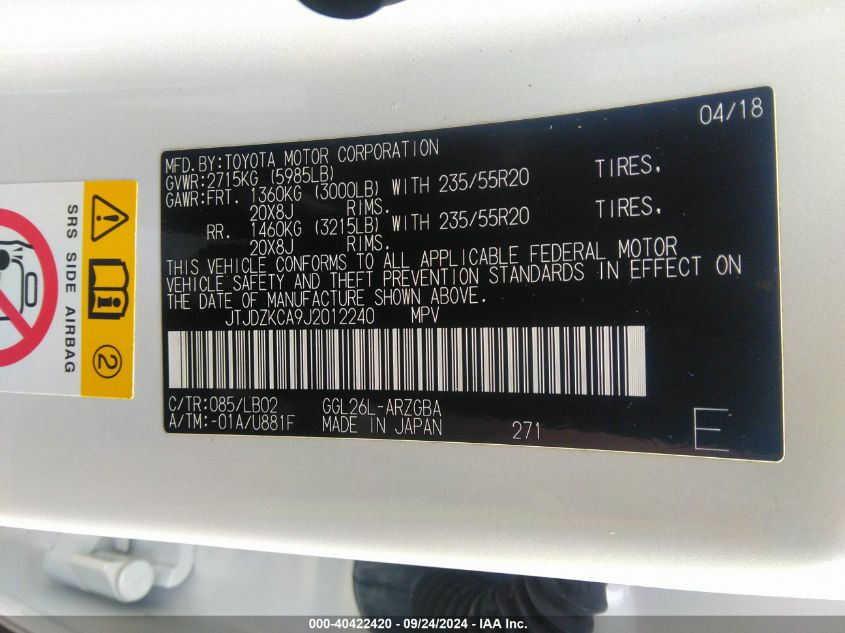 04/18
MFD.BY:TOYOTA MOTOR CORPORATION
GVWR:2715KG (5985LB)
GAWR:FRT. 1360KG (3000LB) WITH 235/55R20 TIRES,
20X8J RIMS.
RR. 1460KG (3215LB) WITH 235/55R20 TIRES,
20X8J RIMS.
THIS VEHICLE CONFORMS TO ALL APPLICABLE FEDERAL MOTOR
VEHICLE SAFETY AND THEFT PREVENTION STANDARDS IN EFFECT ON
THE DATE OF MANUFACTURE SHOWN ABOVE.
JTJDZKCA9J2012240 MPV
C/TR:085/LB02 GGL26L-ARZGBA
A/TM:-01A/U881F MADE IN JAPAN 271
E
SRS SIDE AIRBAG
2
000-40422420 - 09/24/2024 - IAA Inc.